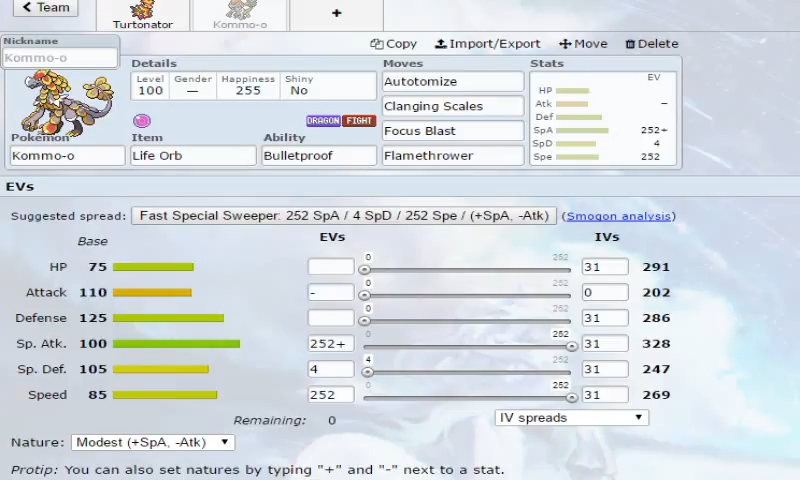 < Team
Turtonator
Kommo-o
+
Nickname
Kommo-o
Copy Import/Export Move Delete
Details
Moves
Stats
Level Gender Happiness Shiny
100 — 255 No
Autotomize
Clanging Scales
Focus Blast
Flamethrower
EV
HP
Atk –
Def
SpA 252+
SpD 4
Spe 252
DRAGON FIGHT
Pokémon Item Ability
Kommo-o Life Orb Bulletproof
EVs
Suggested spread: Fast Special Sweeper: 252 SpA / 4 SpD / 252 Spe / (+SpA, -Atk) (Smogon analysis)
Base EVs IVs
HP 75 0 252 31 291
Attack 110 - 0 252 0 202
Defense 125 0 252 31 286
Sp. Atk. 100 252+ 0 252 31 328
Sp. Def. 105 4 4 252 31 247
Speed 85 252 0 252 31 269
Remaining: 0 IV spreads
Nature: Modest (+SpA, -Atk)
Protip: You can also set natures by typing "+" and "-" next to a stat.